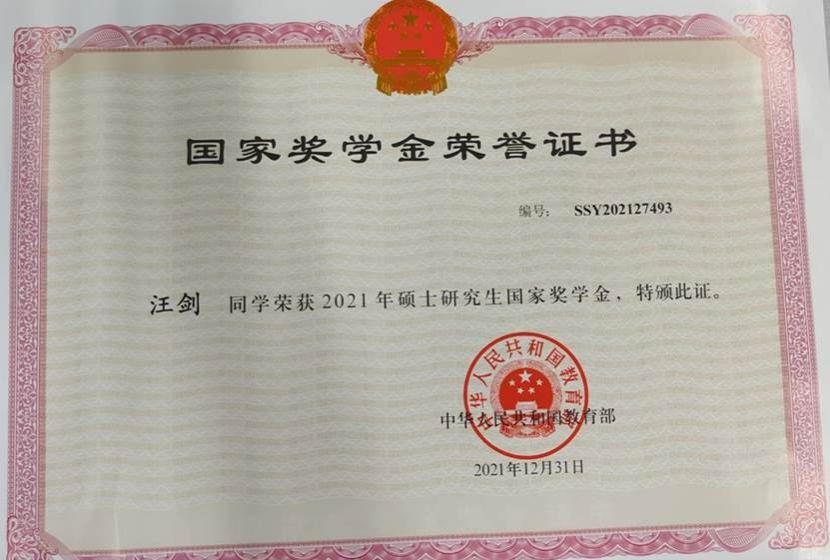 国家奖学金荣誉证书
编号: SSY202127493
汪剑 同学荣获2021年硕士研究生国家奖学金，特颁此证。
中华人民共和国教育部
中华人民共和国教育部
2021年12月31日